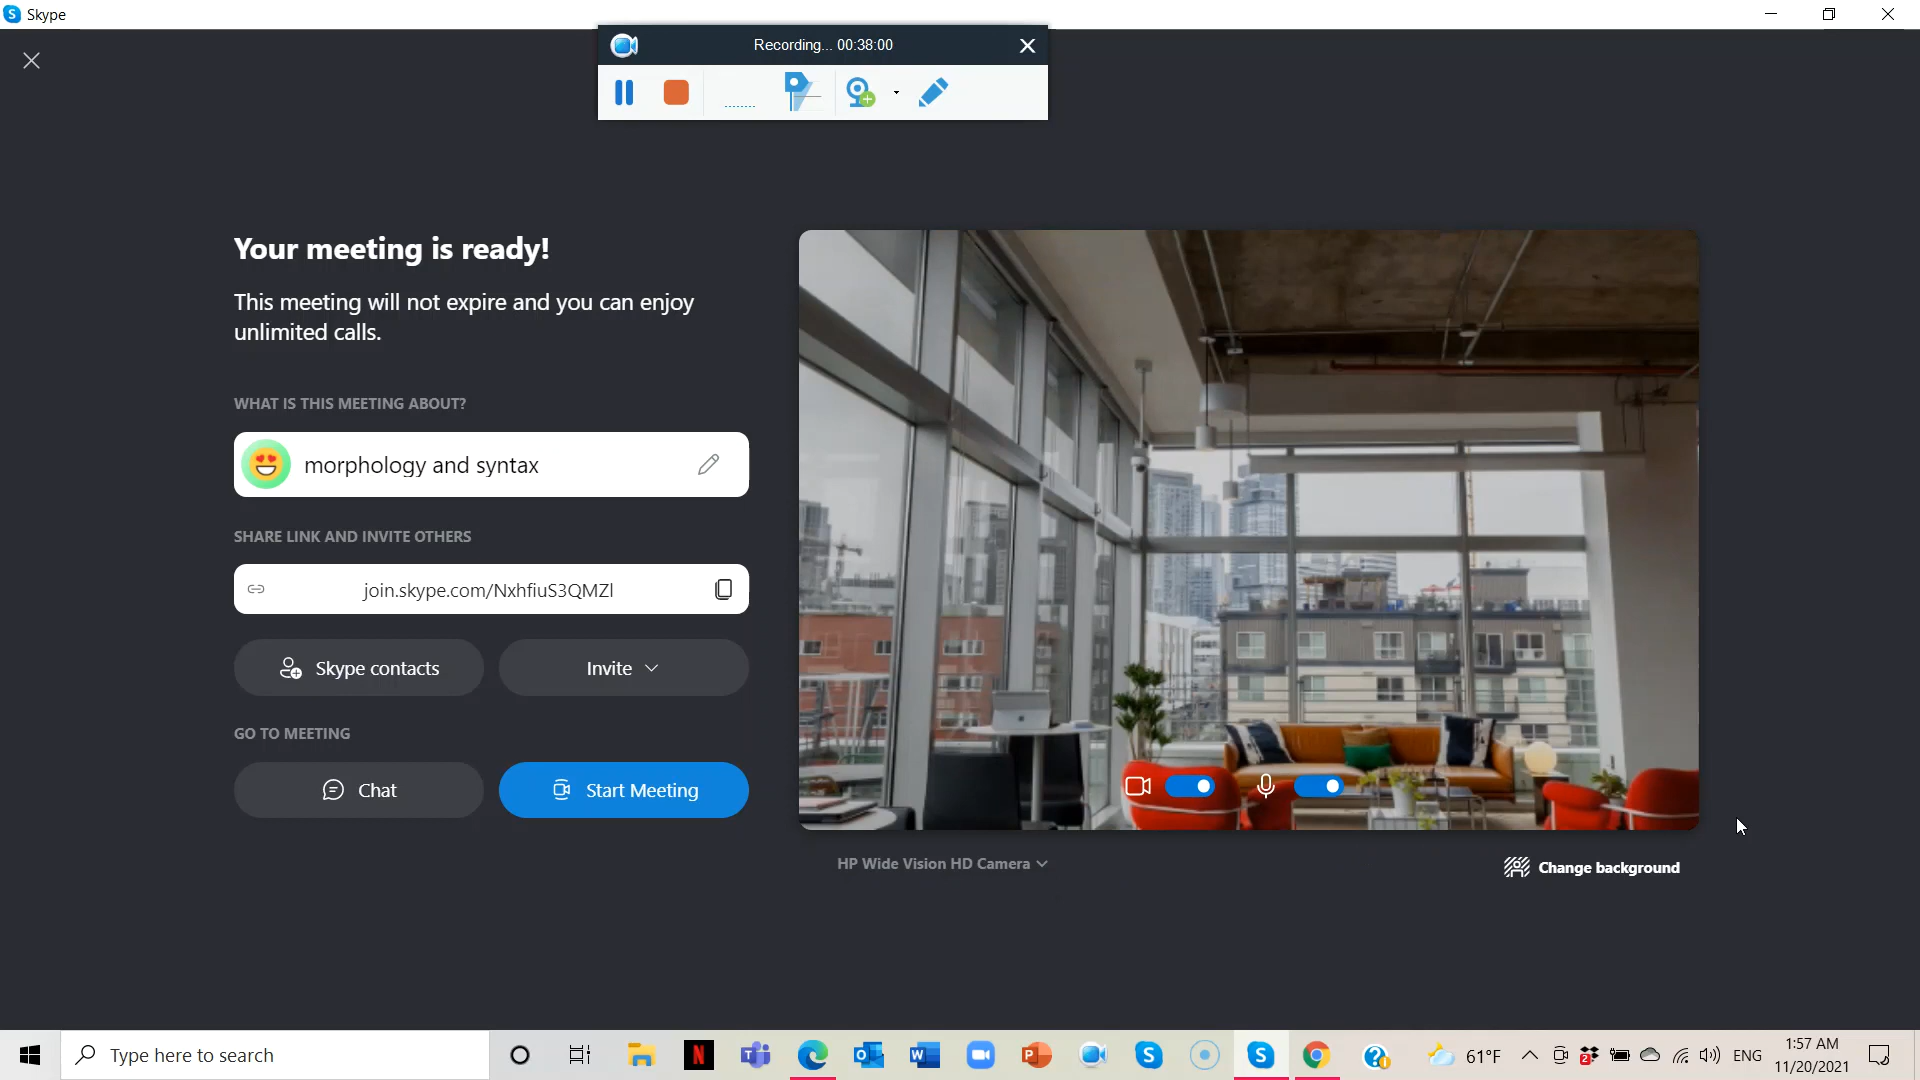 Skype
Recording... 00:38:00
Your meeting is ready!
This meeting will not expire and you can enjoy
unlimited calls.
WHAT IS THIS MEETING ABOUT?
morphology and syntax
SHARE LINK AND INVITE OTHERS
join.skype.com/NxhfiuS3QMZl
Skype contacts
Invite
GO TO MEETING
Chat
Start Meeting
HP Wide Vision HD Camera
Change background
Type here to search
61°F
ENG
1:57 AM
11/20/2021